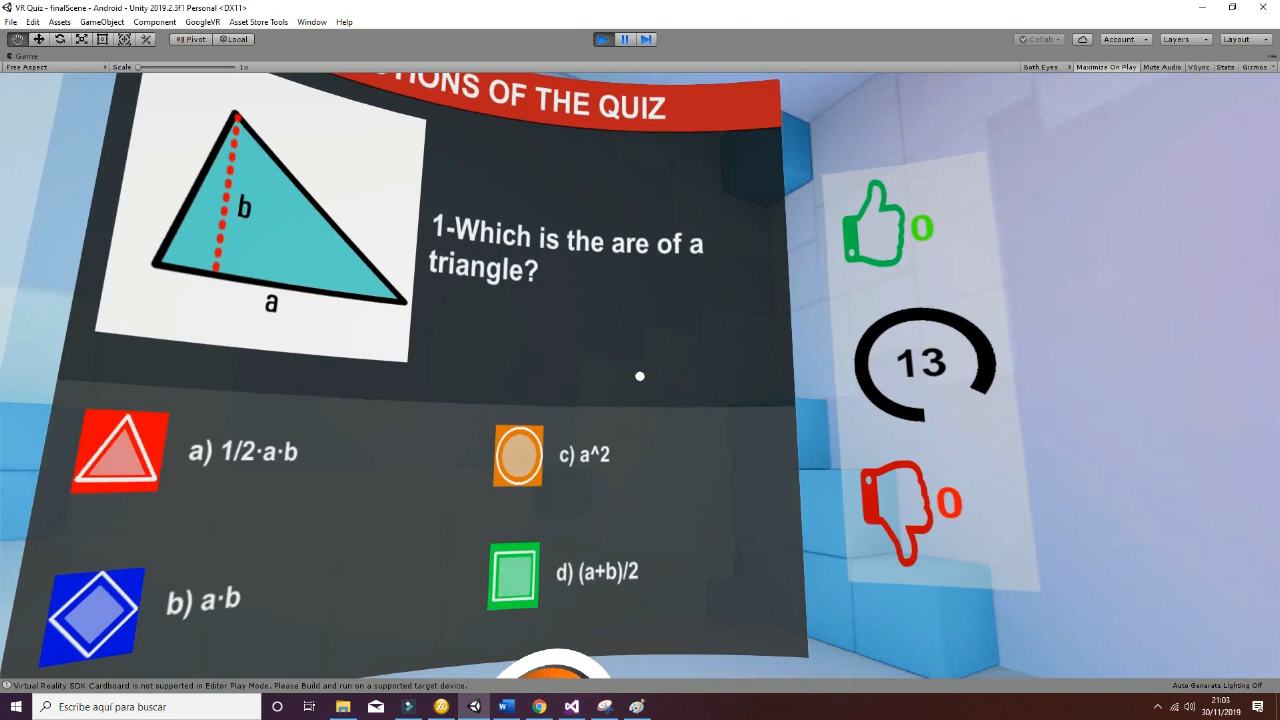 VR Quiz - finalScene - Android - Unity 2019.2.3f1 Personal <DX11>
File Edit Assets GameObject Component GoogleVR Asset Store Tools Window Help
Pivot Local Collab Account Layers Layout
Game
Free Aspect Scale 1x Both Eyes Maximize On Play Mute Audio VSync Stats Gizmos
IONS OF THE QUIZ
b
a
1-Which is the are of a
triangle?
0
13
0
a) 1/2·a·b
c) a^2
b) a·b
d) (a+b)/2
Virtual Reality SDK Cardboard is not supported in Editor Play Mode. Please Build and run on a supported target device.
Auto Generate Lighting Off
Escribe aquí para buscar
21:03
30/11/2019